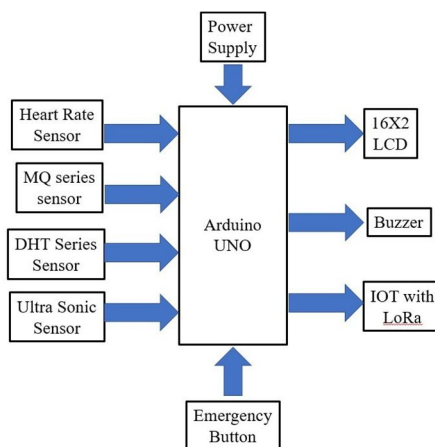 Power
Supply
Heart Rate
Sensor
MQ series
sensor
DHT Series
Sensor
Ultra Sonic
Sensor
Arduino
UNO
16X2
LCD
Buzzer
IOT with
LoRa
Emergency
Button